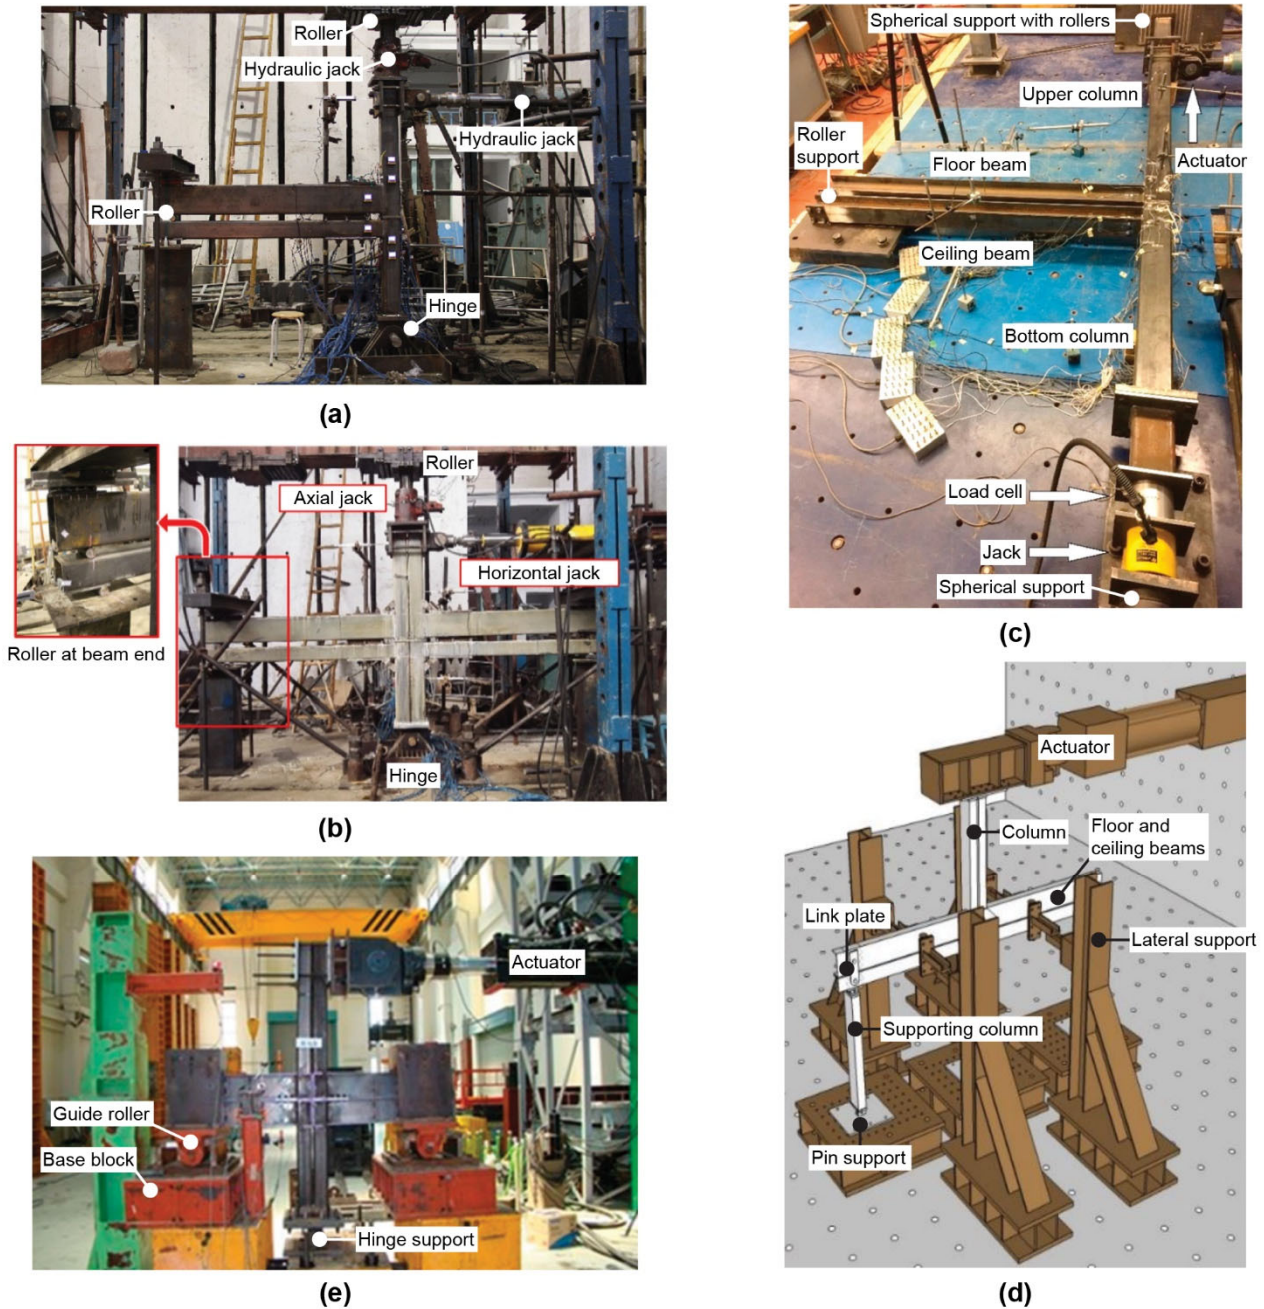 Roller
Hydraulic jack
Hydraulic jack
Roller
Hinge
(a)
Roller
Axial jack
Horizontal jack
Roller at beam end
Hinge
(b)
Spherical support with rollers
Upper column
Roller
support
Floor beam
Actuator
Ceiling beam
Bottom column
Load cell
Jack
Spherical support
(c)
Actuator
Column
Floor and
ceiling beams
Link plate
Lateral support
Supporting column
Pin support
(d)
Actuator
Guide roller
Base block
Hinge support
(e)